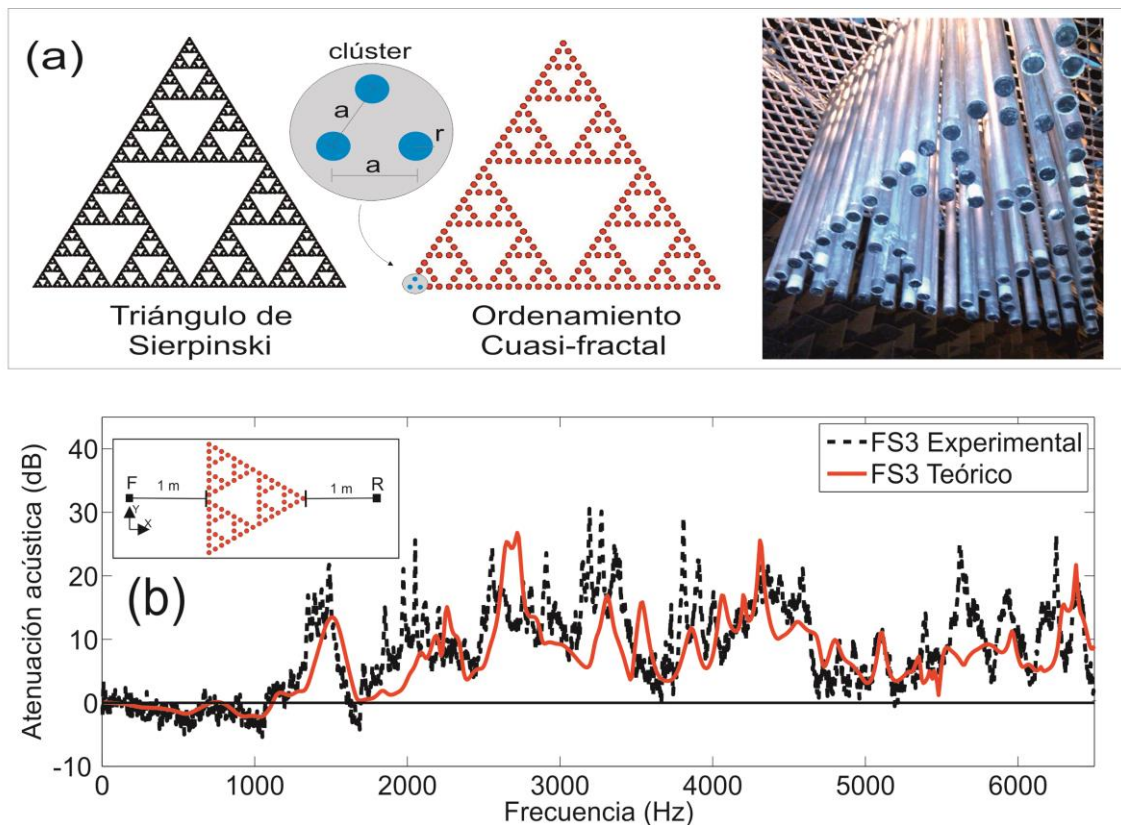 (a)
clúster
a
r
a
Triángulo de
Sierpinski
Ordenamiento
Cuasi-fractal
Atenuación acústica (dB)
40
30
20
10
0
-10
F
1 m
Y
X
1 m
R
FS3 Experimental
FS3 Teórico
(b)
0
1000
2000
3000
4000
5000
6000
Frecuencia (Hz)